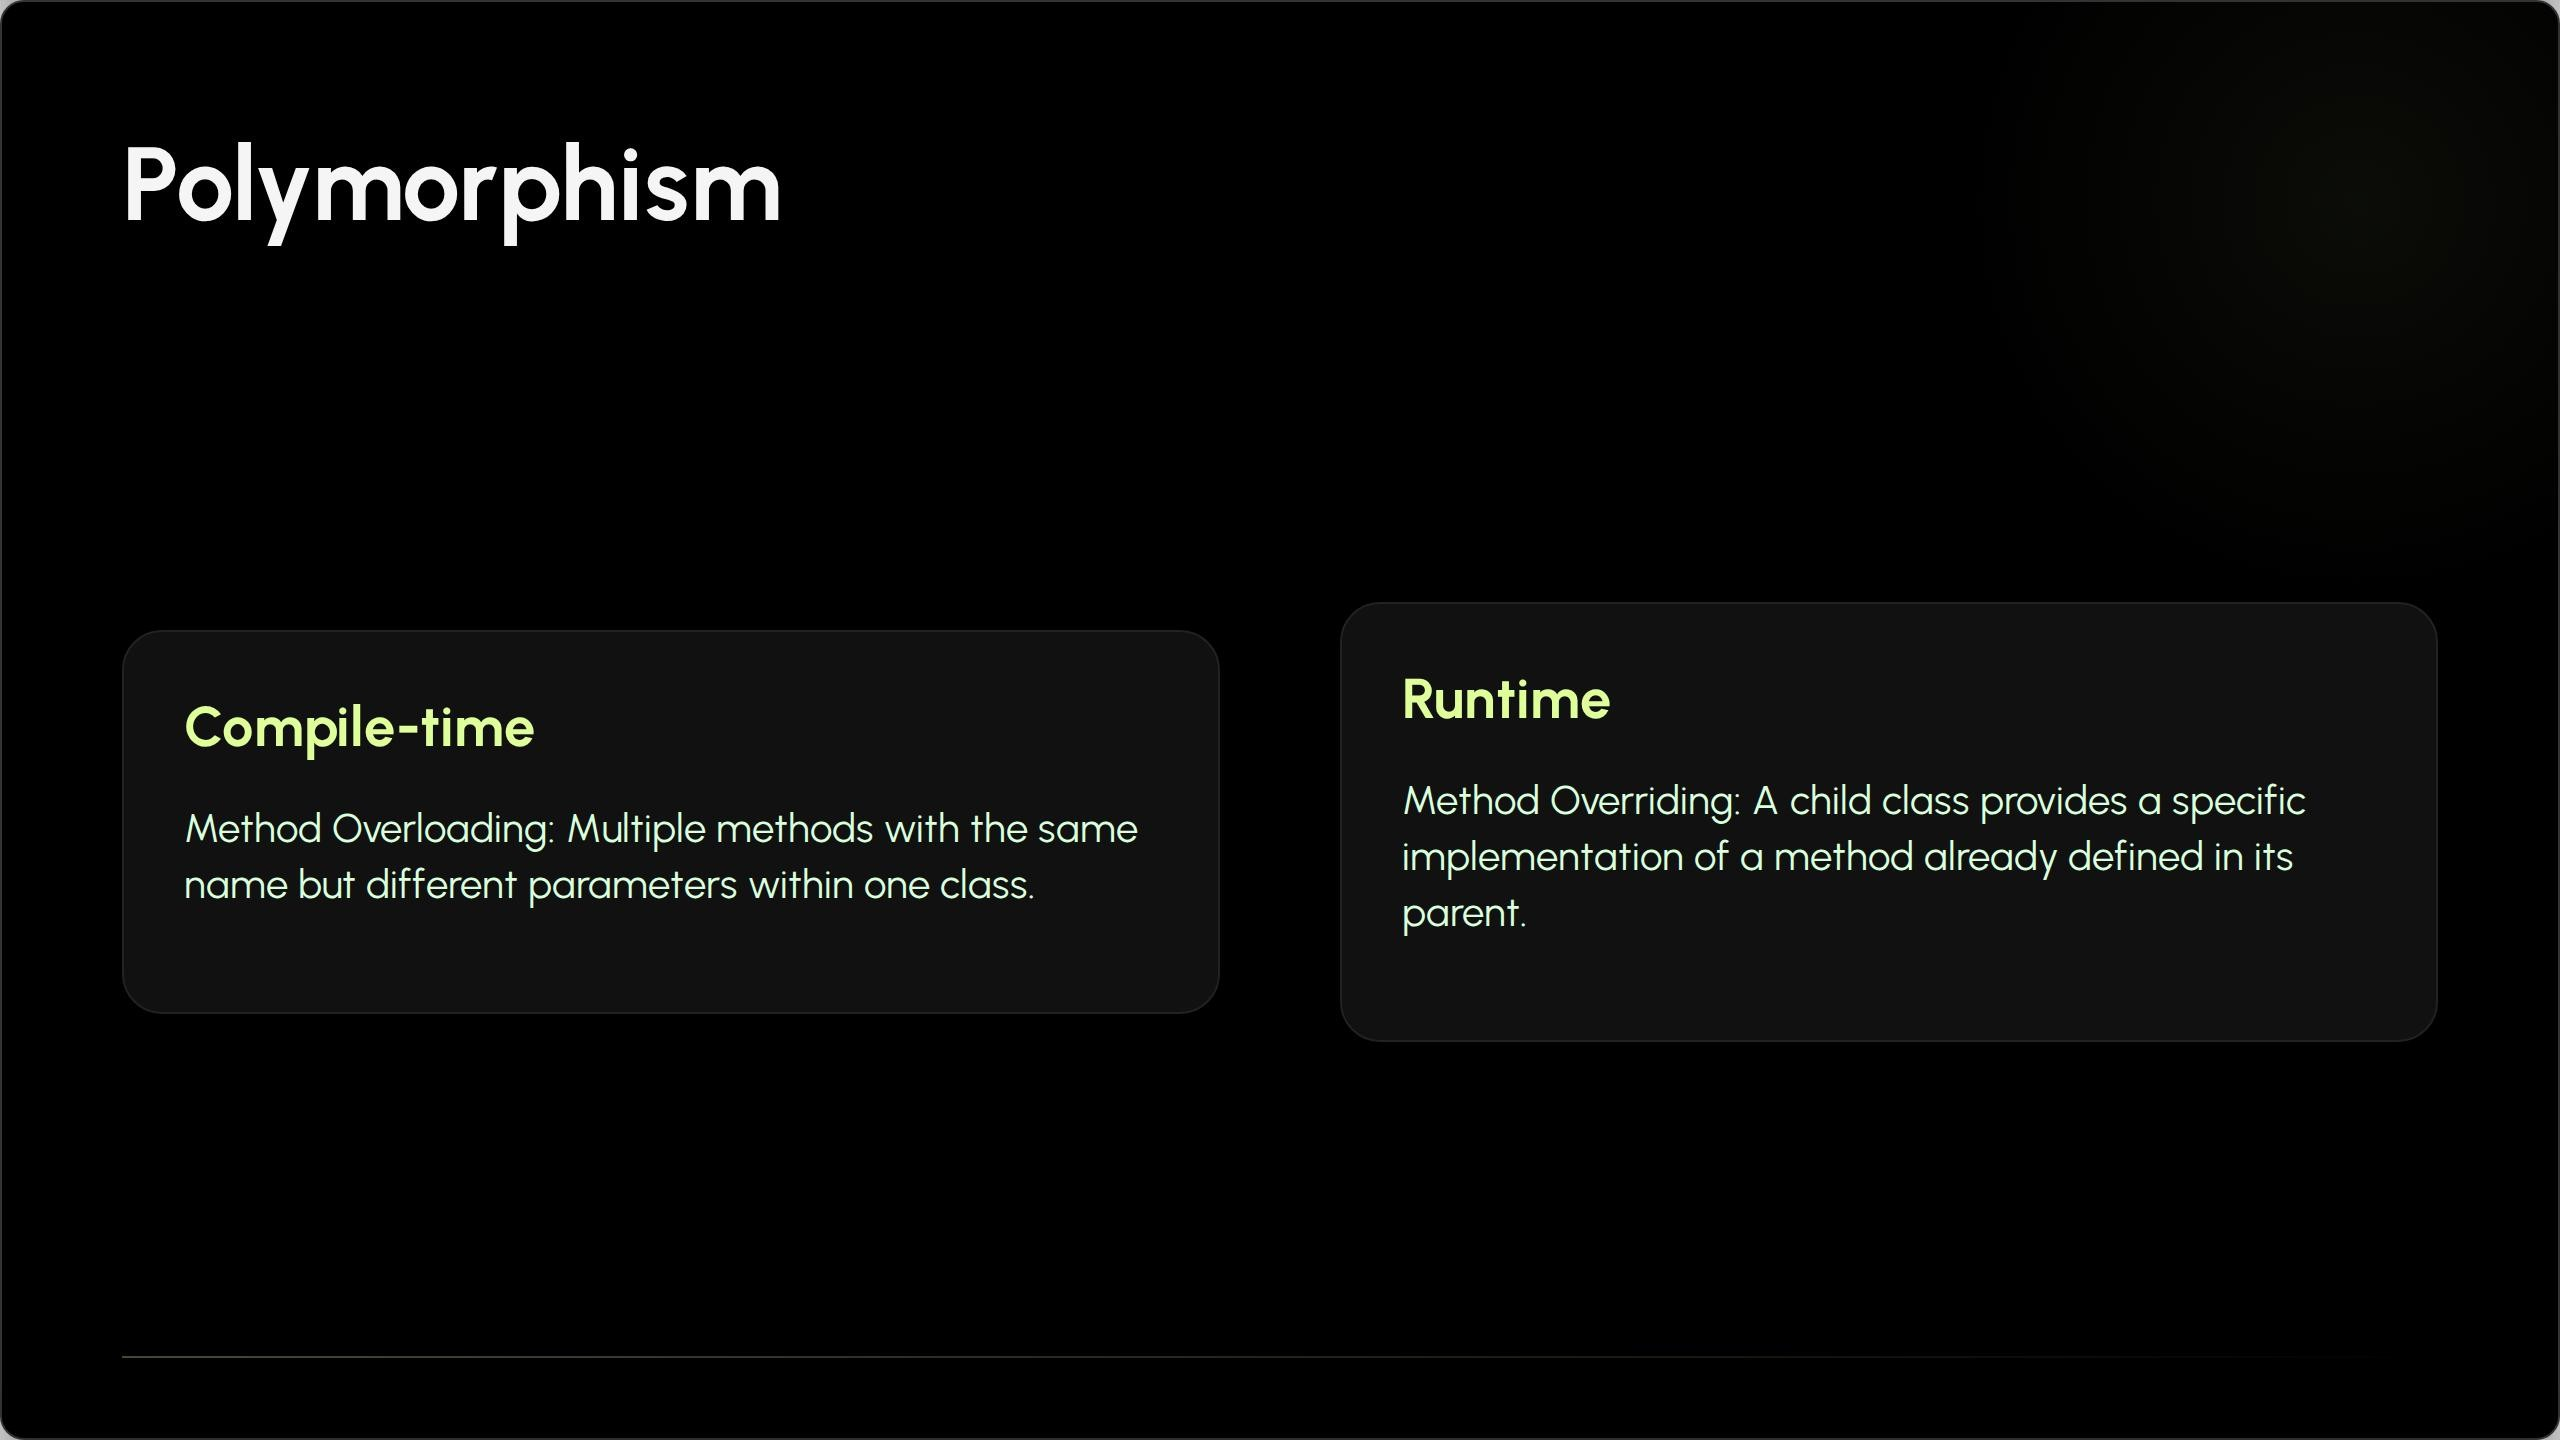 Polymorphism
Compile-time
Method Overloading: Multiple methods with the same
name but different parameters within one class.
Runtime
Method Overriding: A child class provides a specific
implementation of a method already defined in its
parent.